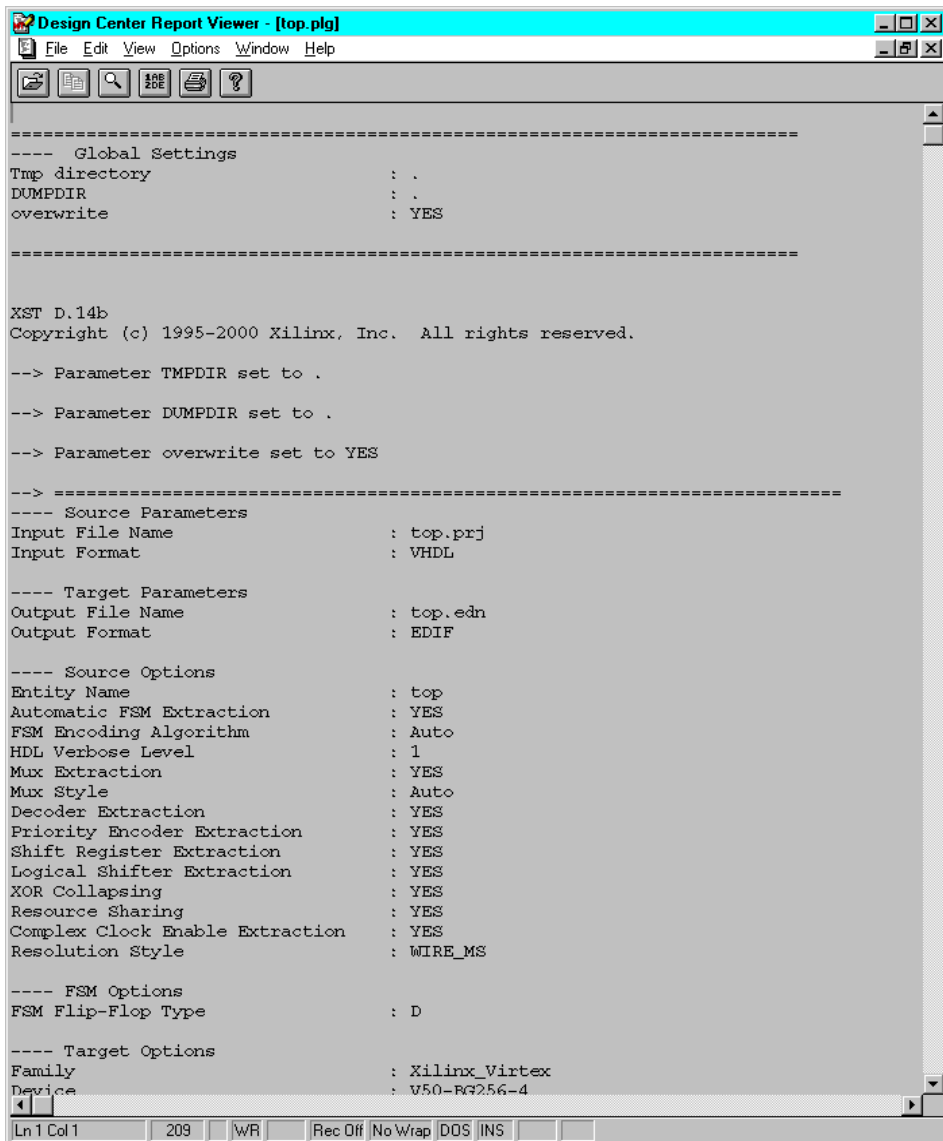 Design Center Report Viewer - [top.plg]
File Edit View Options Window Help
=========================================================================
---- Global Settings
Tmp directory : .
DUMPDIR : .
overwrite : YES
=========================================================================
XST D.14b
Copyright (c) 1995-2000 Xilinx, Inc. All rights reserved.
--> Parameter TMPDIR set to .
--> Parameter DUMPDIR set to .
--> Parameter overwrite set to YES
--> =========================================================================
---- Source Parameters
Input File Name : top.prj
Input Format : VHDL
---- Target Parameters
Output File Name : top.edn
Output Format : EDIF
---- Source Options
Entity Name : top
Automatic FSM Extraction : YES
FSM Encoding Algorithm : Auto
HDL Verbose Level : 1
Mux Extraction : YES
Mux Style : Auto
Decoder Extraction : YES
Priority Encoder Extraction : YES
Shift Register Extraction : YES
Logical Shifter Extraction : YES
XOR Collapsing : YES
Resource Sharing : YES
Complex Clock Enable Extraction : YES
Resolution Style : WIRE_MS
---- FSM Options
FSM Flip-Flop Type : D
---- Target Options
Family : Xilinx_Virtex
Device : V50-BG256-4
Ln 1 Col 1 209 WR Rec Off No Wrap DOS INS